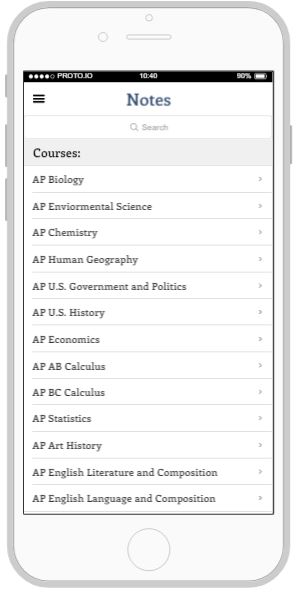 PROTO.IO 10:40 90%
Notes
Search
Courses:
AP Biology
AP Enviormental Science
AP Chemistry
AP Human Geography
AP U.S. Government and Politics
AP U.S. History
AP Economics
AP AB Calculus
AP BC Calculus
AP Statistics
AP Art History
AP English Literature and Composition
AP English Language and Composition